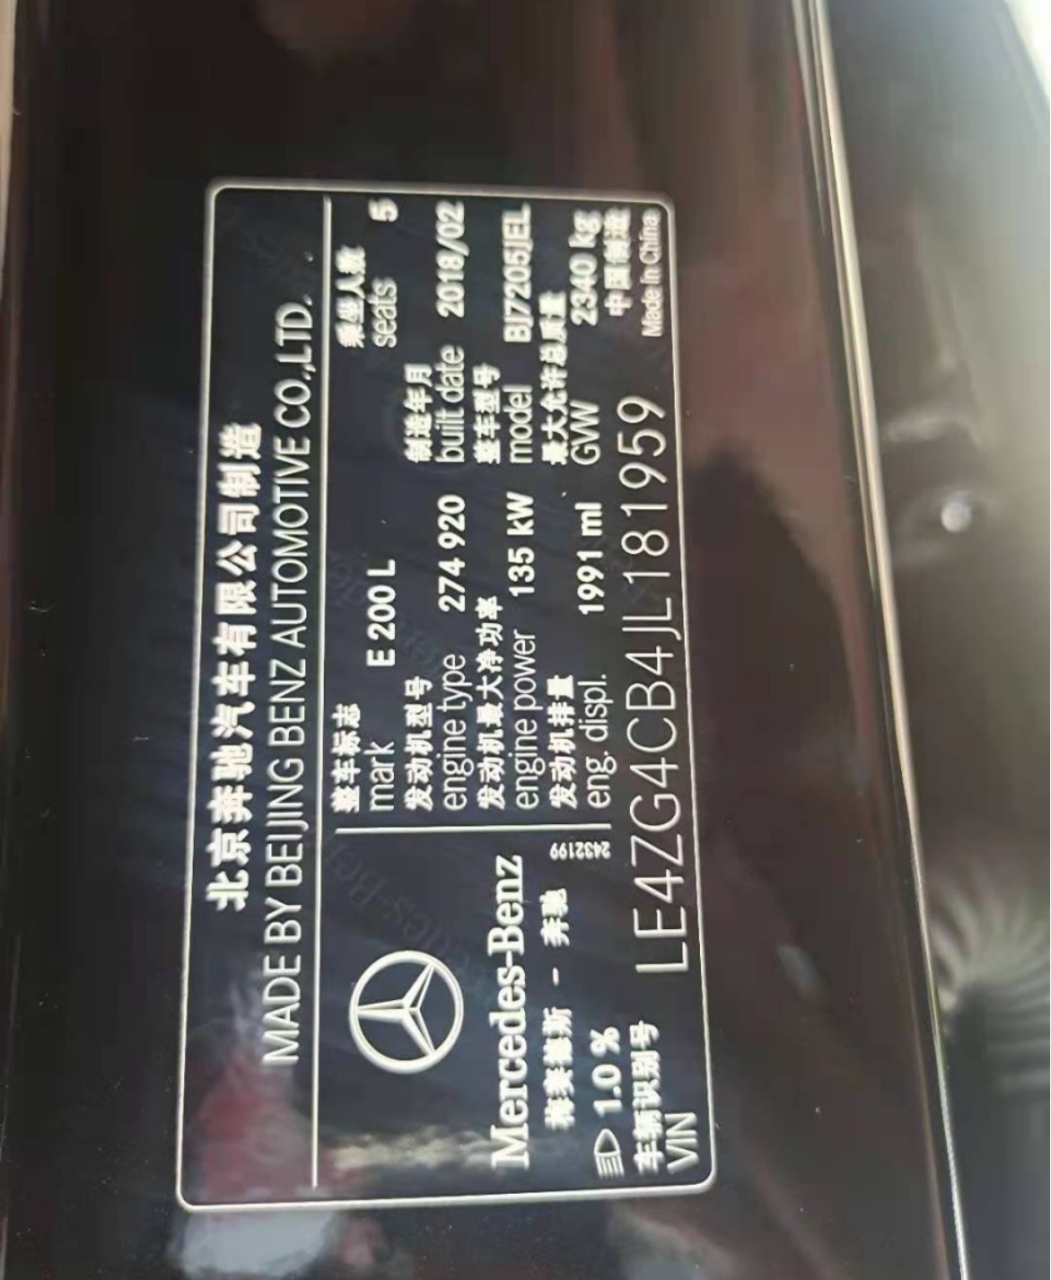 北京奔驰汽车有限公司制造
MADE BY BEIJING BENZ AUTOMOTIVE CO.,LTD.
整车标志 乘坐人数
mark E 200 L seats 5
发动机型号 制造年月
engine type 274 920 built date 2018/02
发动机最大净功率 整车型号
engine power 135 kW model BJ7205JEL
发动机排量 最大允许总质量
eng. displ. 1991 ml GVW 2340 kg
Mercedes-Benz
梅赛德斯 - 奔驰
2432199
1.0 %
中国制造
Made In China
车辆识别号
VIN LE4ZG4CB4JL181959